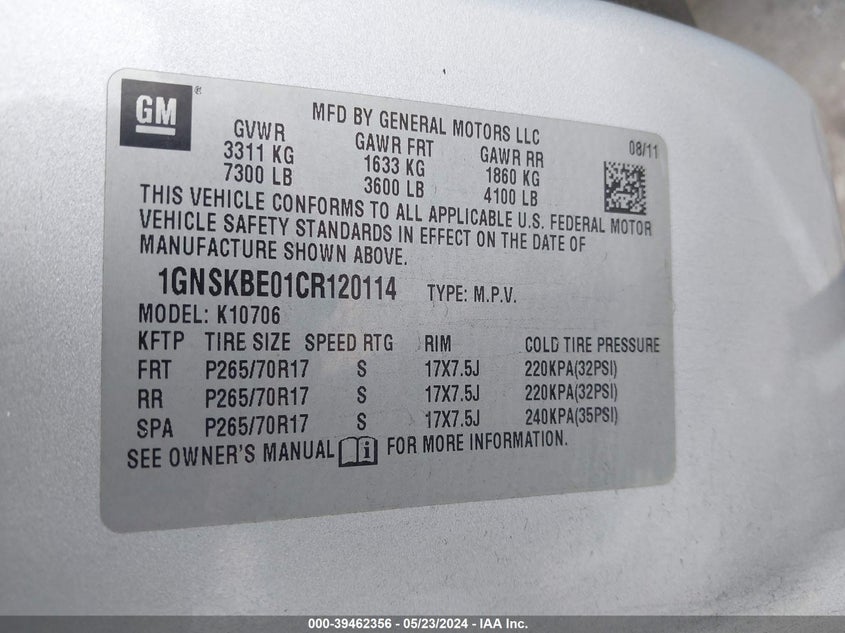 GM®
MFD BY GENERAL MOTORS LLC
08/11
GVWR GAWR FRT GAWR RR
3311 KG 1633 KG 1860 KG
7300 LB 3600 LB 4100 LB
THIS VEHICLE CONFORMS TO ALL APPLICABLE U.S. FEDERAL MOTOR
VEHICLE SAFETY STANDARDS IN EFFECT ON THE DATE OF
MANUFACTURE SHOWN ABOVE.
1GNSKBE01CR120114 TYPE: M.P.V.
MODEL: K10706
KFTP TIRE SIZE SPEED RTG RIM COLD TIRE PRESSURE
FRT P265/70R17 S 17X7.5J 220KPA(32PSI)
RR P265/70R17 S 17X7.5J 220KPA(32PSI)
SPA P265/70R17 S 17X7.5J 240KPA(35PSI)
SEE OWNER'S MANUAL FOR MORE INFORMATION.
000-39462356 - 05/23/2024 - IAA Inc.